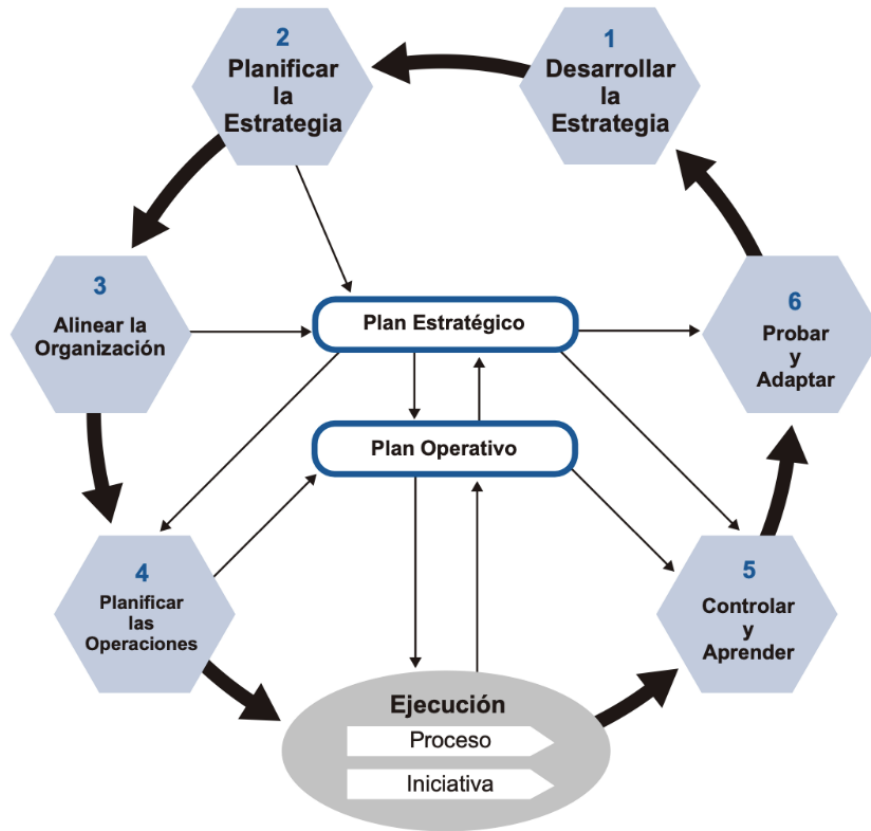 1
Desarrollar
la
Estrategia
2
Planificar
la
Estrategia
3
Alinear la
Organización
Plan Estratégico
6
Probar
y
Adaptar
Plan Operativo
4
Planificar
las
Operaciones
5
Controlar
y
Aprender
Ejecución
Proceso
Iniciativa